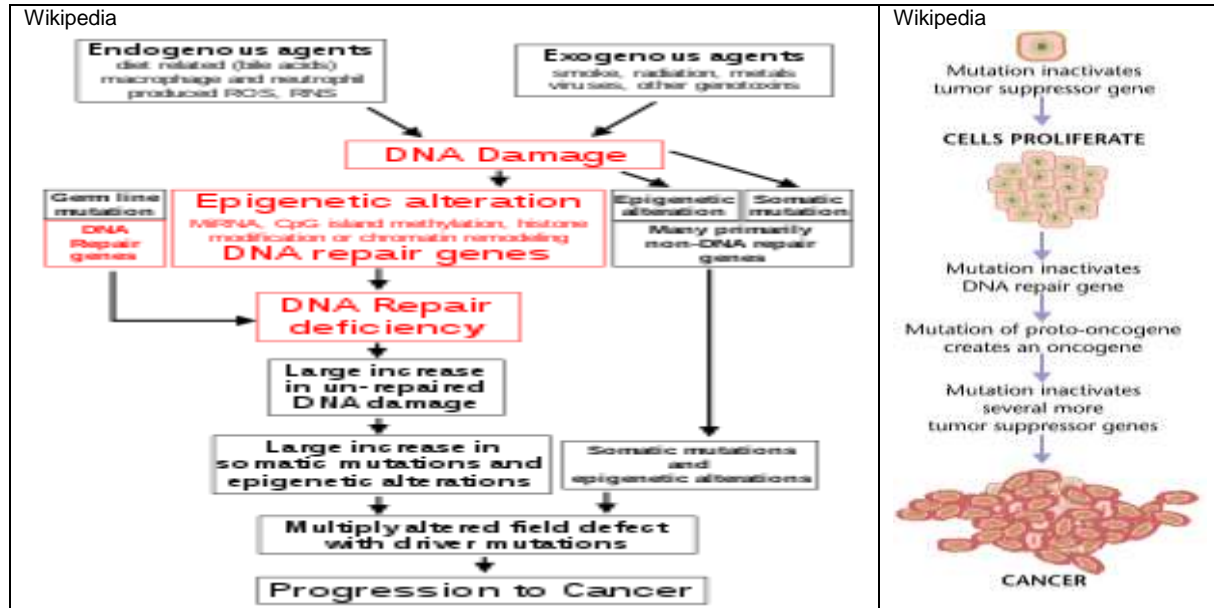 Wikipedia
Endogenous agents
diet related (bile acids)
macrophage and neutrophil
produced ROS, RNS
Exogenous agents
smoke, radiation, metals
viruses, other genotoxins
DNA Damage
Germ line
mutation
DNA
Repair
genes
Epigenetic alteration
MiRNA, CpG island methylation, histone
modification or chromatin remodeling
DNA repair genes
Epigenetic
alteration
Somatic
mutation
Many primarily
non-DNA repair
genes
DNA Repair
deficiency
Large increase
in un-repaired
DNA damage
Large increase in
somatic mutations and
epigenetic alterations
Somatic mutations
and
epigenetic alterations
Multiply altered field defect
with driver mutations
Progression to Cancer
Wikipedia
Mutation inactivates
tumor suppressor gene
CELLS PROLIFERATE
Mutation inactivates
DNA repair gene
Mutation of proto-oncogene
creates an oncogene
Mutation inactivates
several more
tumor suppressor genes
CANCER